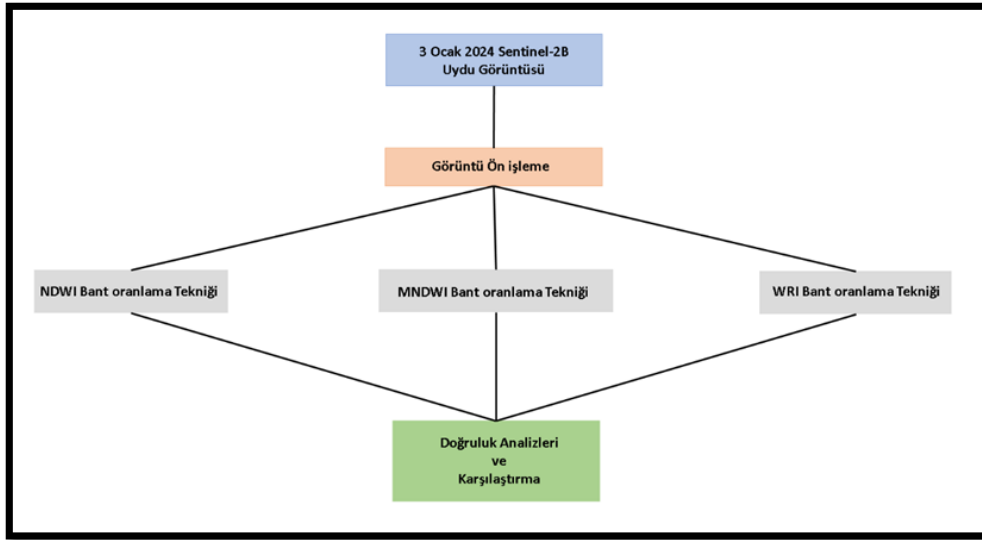 3 Ocak 2024 Sentinel-2B
Uydu Görüntüsü
Görüntü Ön işleme
NDWI Bant oranlama Tekniği
MNDWI Bant oranlama Tekniği
WRI Bant oranlama Tekniği
Doğruluk Analizleri
ve
Karşılaştırma